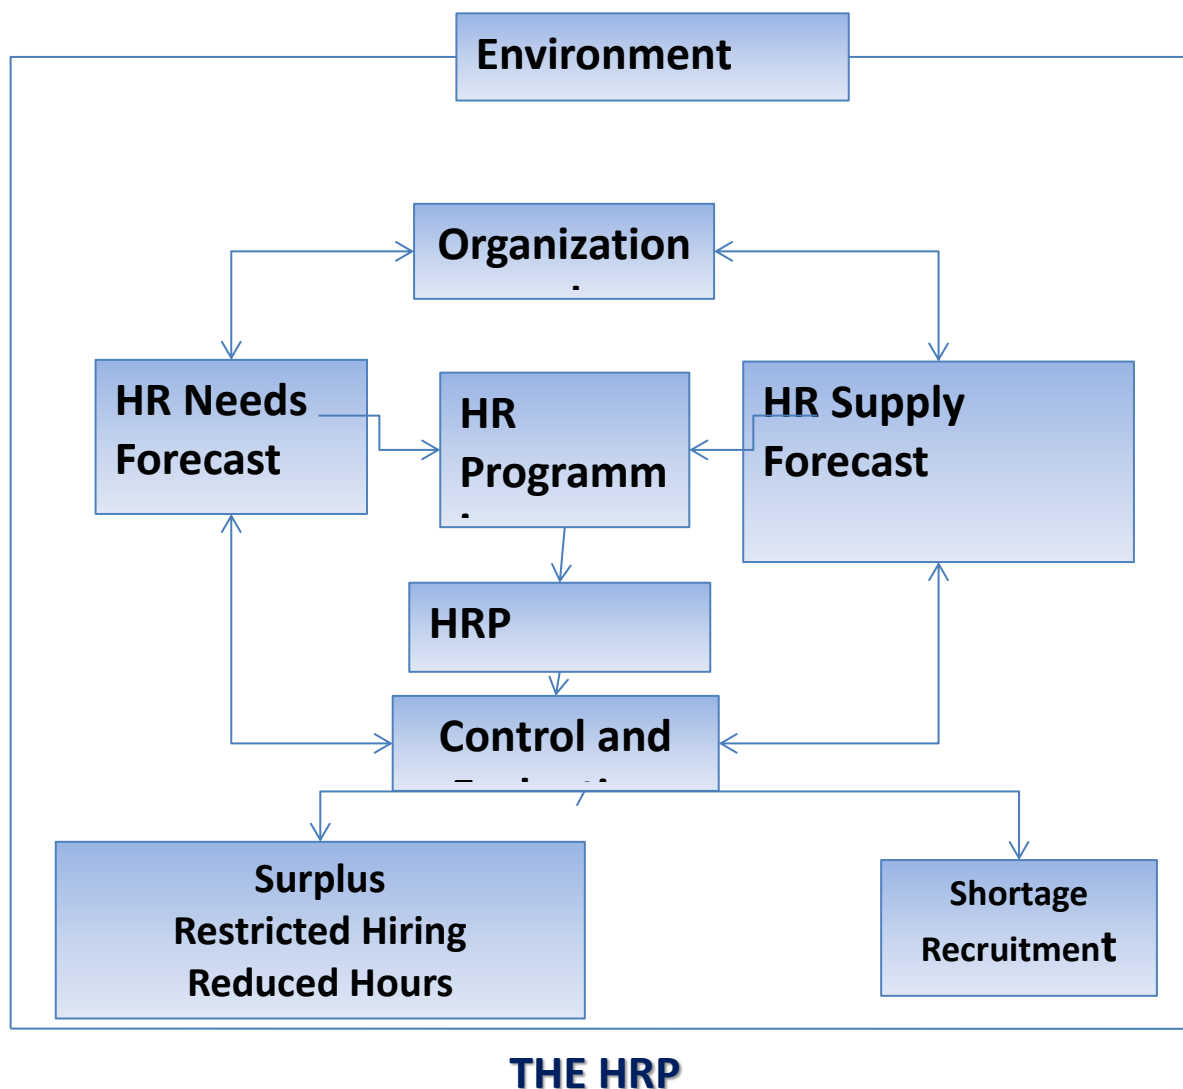 Environment
Organization
HR Needs
Forecast
HR
Programm
HR Supply
Forecast
HRP
Control and
Surplus
Restricted Hiring
Reduced Hours
Shortage
Recruitment
THE HRP